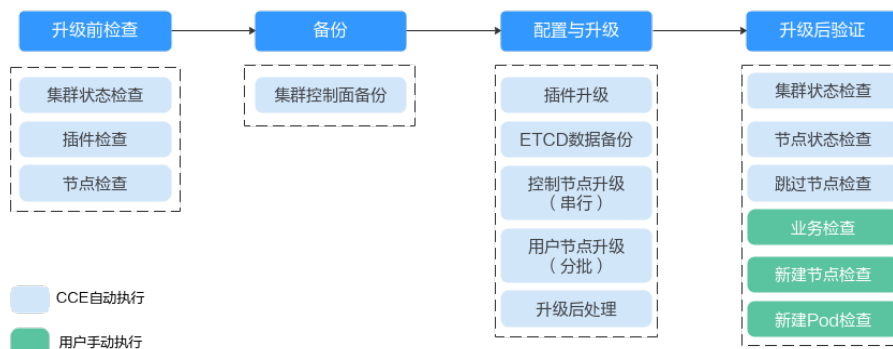 升级前检查
备份
配置与升级
升级后验证
集群状态检查
插件检查
节点检查
集群控制面备份
插件升级
ETCD数据备份
控制节点升级
（串行）
用户节点升级
（分批）
升级后处理
集群状态检查
节点状态检查
跳过节点检查
业务检查
新建节点检查
新建Pod检查
CCE自动执行
用户手动执行